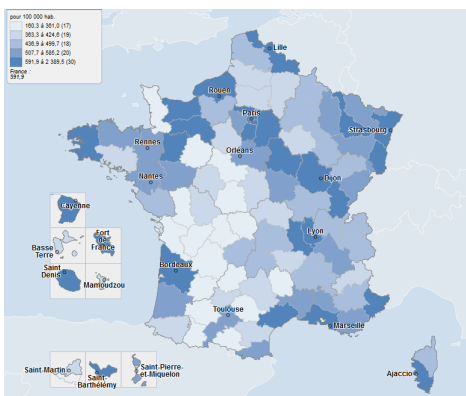 pour 100 000 hab.
160,3 à 361,0 (17)
363,3 à 424,6 (19)
436,9 à 499,7 (18)
507,7 à 585,2 (20)
591,9 à 2 389,5 (30)
France :
591,9
Lille
Rouen
Paris
Strasbourg
Rennes
Orléans
Nantes
Dijon
Cayenne
Lyon
Basse
Terre
Fort
de
France
Bordeaux
Saint
Denis
Mamoudzou
Toulouse
Marseille
Saint-Martin
Saint-
Barthélémy
Saint-Pierre
et-Miquelon
Ajaccio